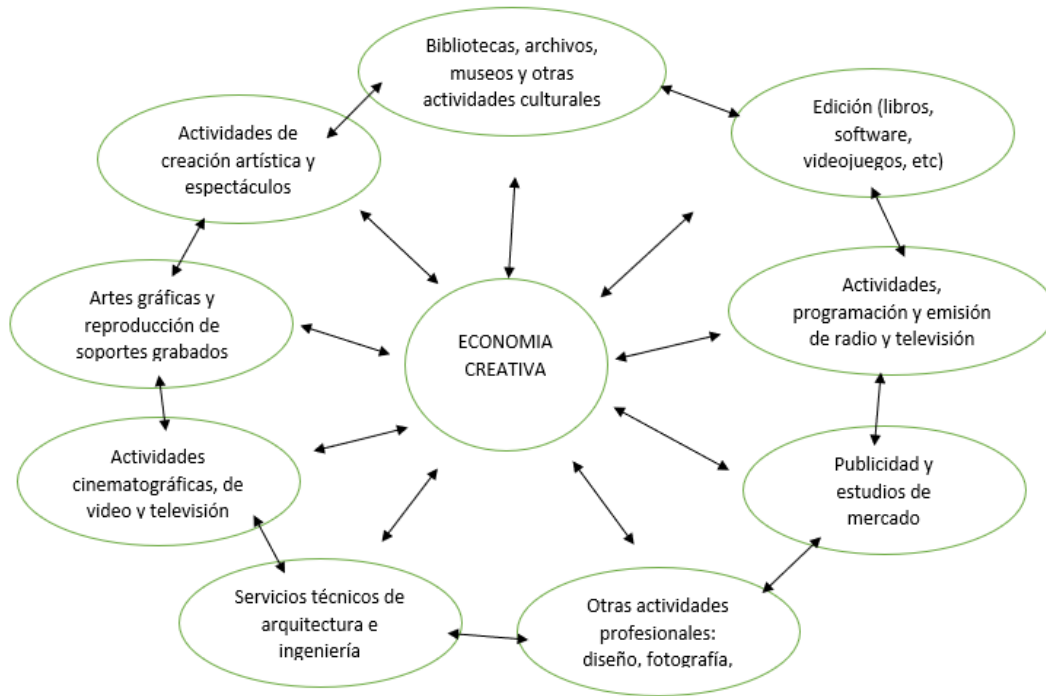 Bibliotecas, archivos,
museos y otras
actividades culturales
Edición (libros,
software,
videojuegos, etc)
Actividades,
programación y emisión
de radio y televisión
Publicidad y
estudios de
mercado
Otras actividades
profesionales:
diseño, fotografía,
Servicios técnicos de
arquitectura e
ingeniería
Actividades
cinematográficas, de
video y televisión
Artes gráficas y
reproducción de
soportes grabados
Actividades de
creación artística y
espectáculos
ECONOMIA
CREATIVA